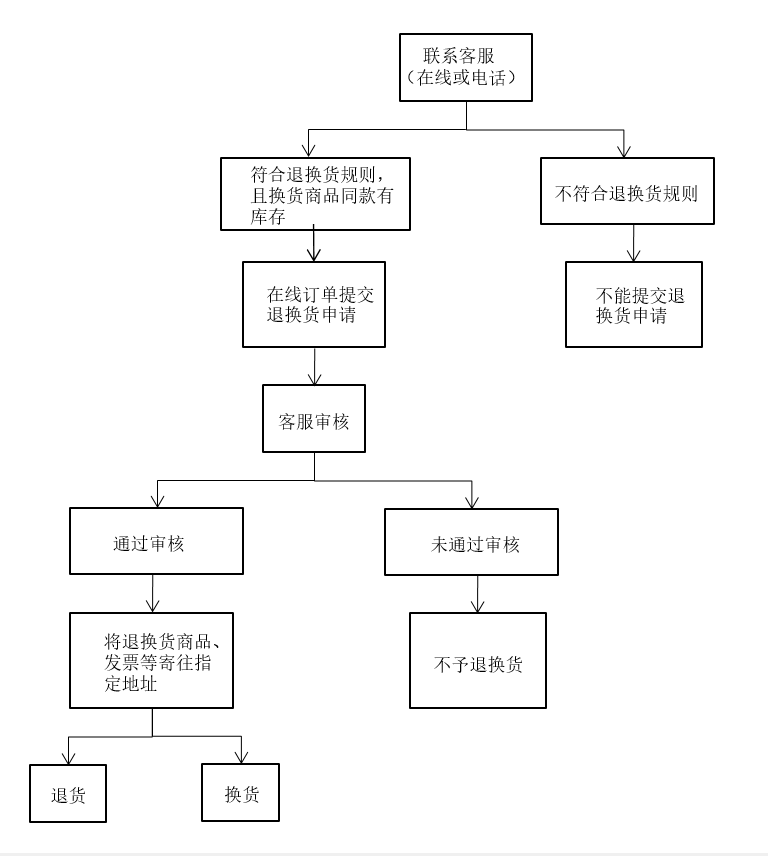 联系客服
（在线或电话）
符合退换货规则，
且换货商品同款有
库存
不符合退换货规则
在线订单提交
退换货申请
不能提交退
换货申请
客服审核
通过审核
未通过审核
将退换货商品、
发票等寄往指
定地址
不予退换货
退货
换货